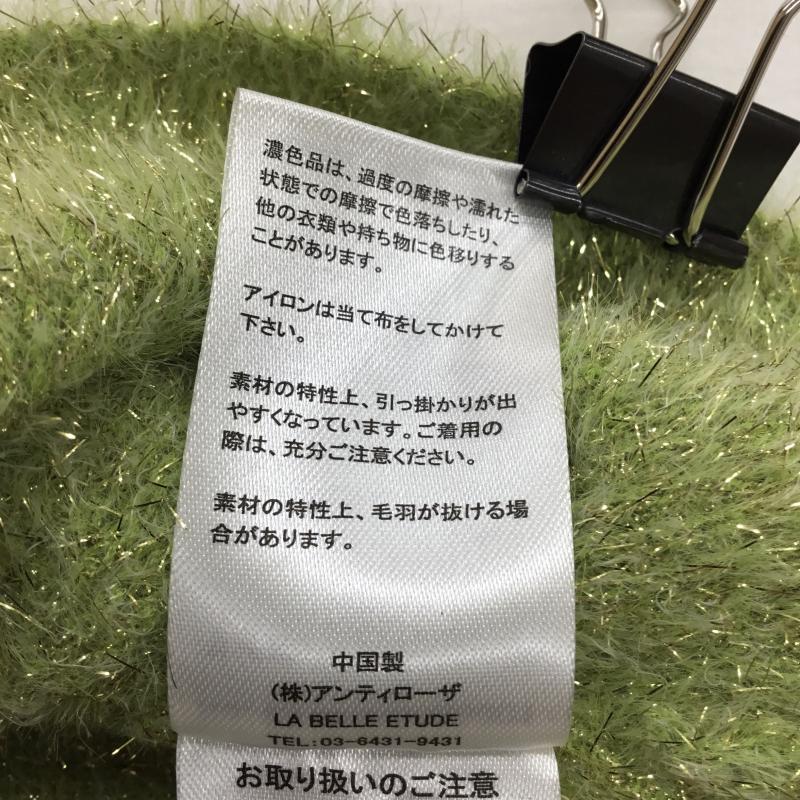 濃色品は、過度の摩擦や濡れた
状態での摩擦で色落ちしたり、
他の衣類や持ち物に色移りする
ことがあります。
アイロンは当て布をしてかけて
下さい。
素材の特性上、引っ掛かりが出
やすくなっています。ご着用の
際は、充分ご注意ください。
素材の特性上、毛羽が抜ける場
合があります。
中国製
(株)アンティローザ
LA BELLE ETUDE
TEL:03-6431-9431
お取り扱いのご注意